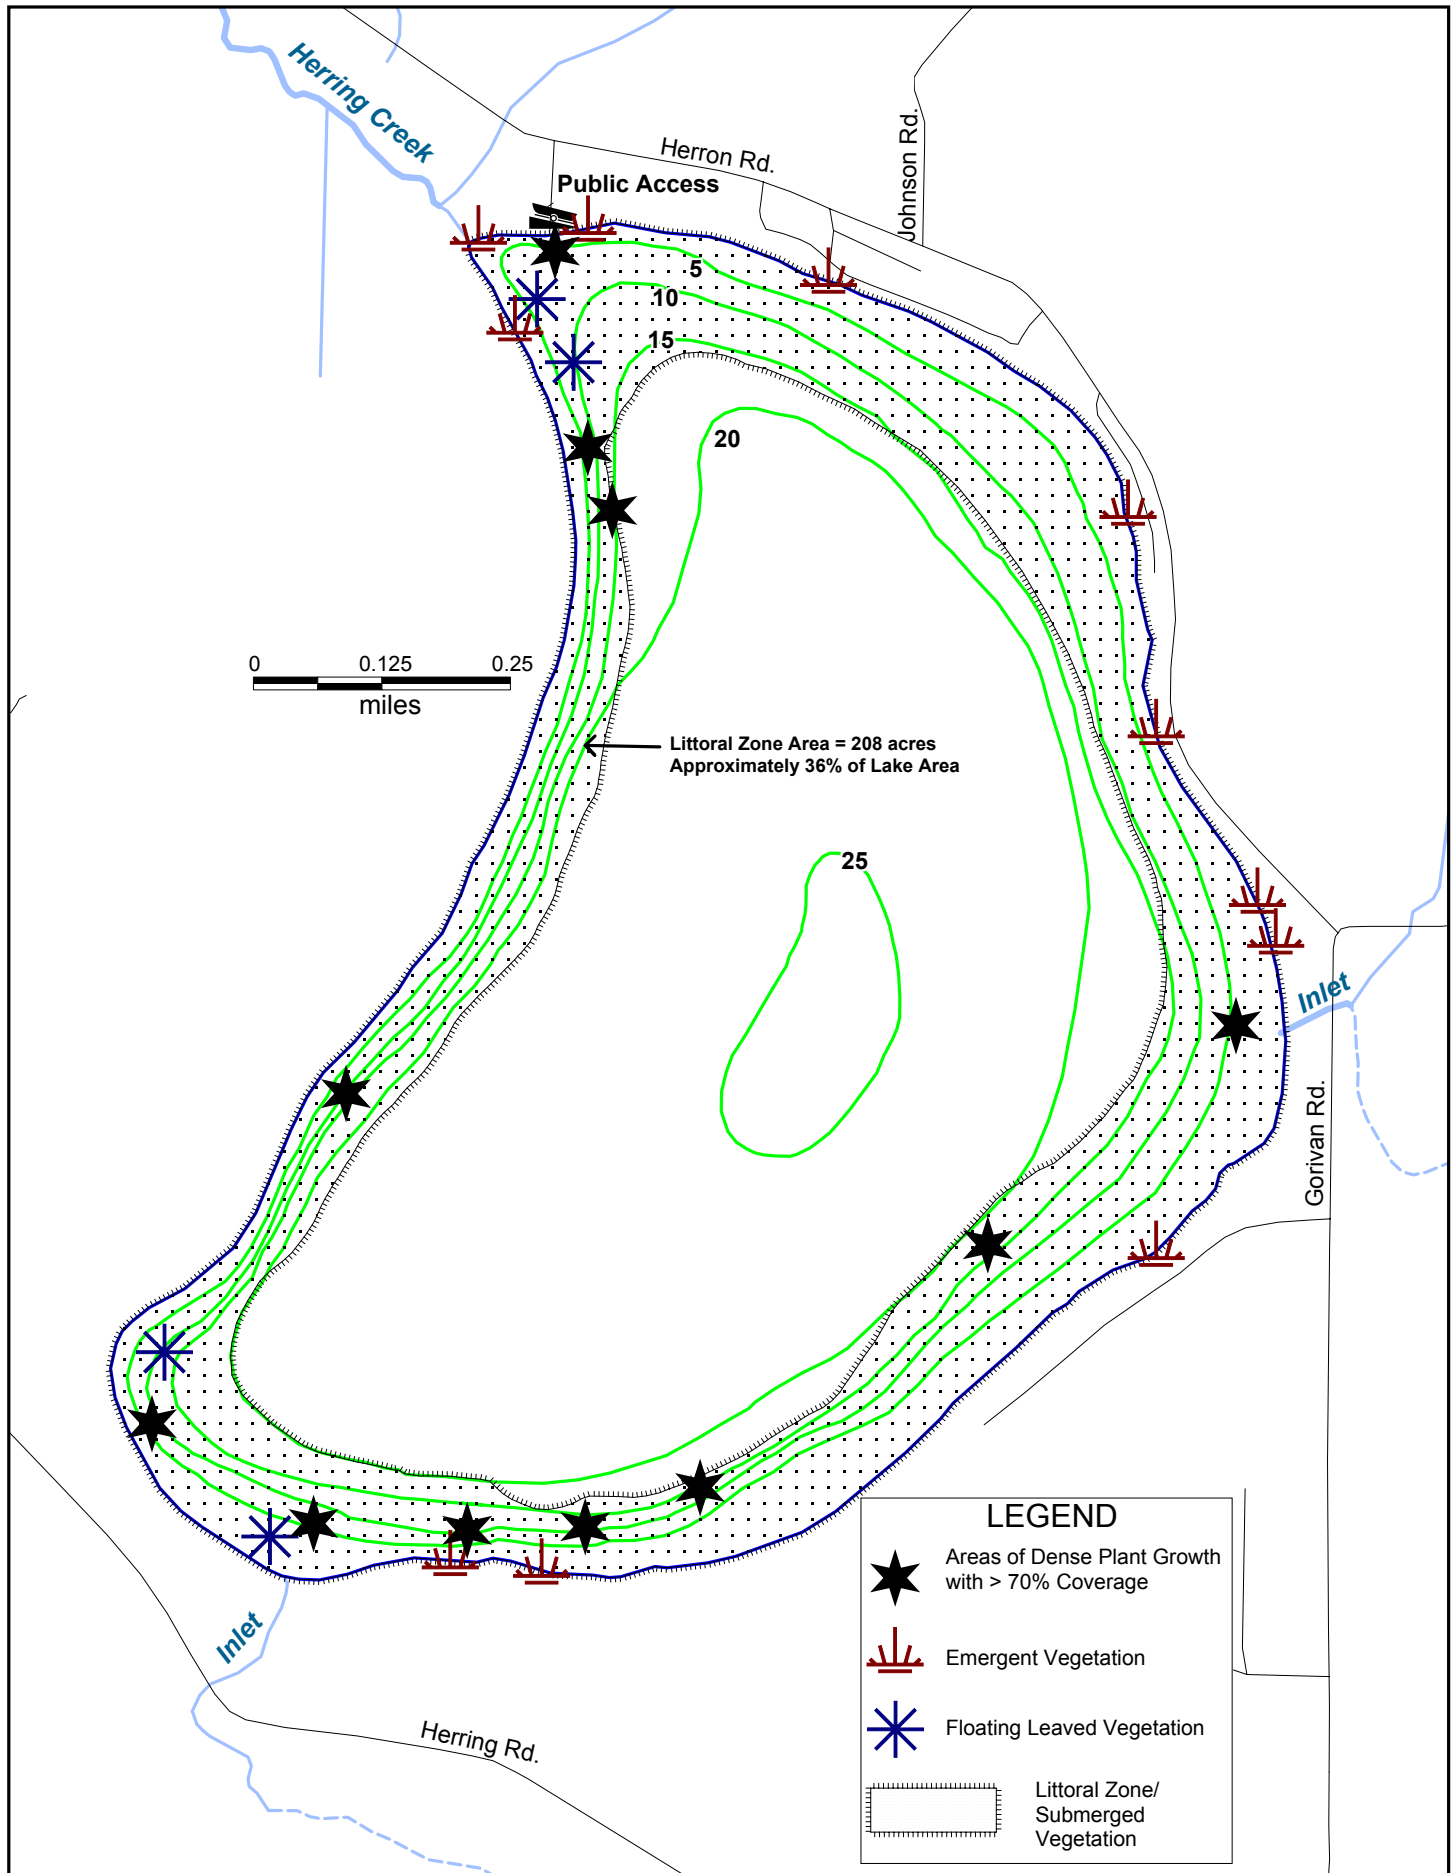 Herring Creek
Johnson Rd.
Herron Rd.
Public Access
5
10
15
20
0 0.125 0.25
miles
Littoral Zone Area = 208 acres
Approximately 36% of Lake Area
25
Inlet
Gorivan Rd.
Inlet
Herring Rd.
LEGEND
Areas of Dense Plant Growth
with > 70% Coverage
Emergent Vegetation
Floating Leaved Vegetation
Littoral Zone/
Submerged
Vegetation